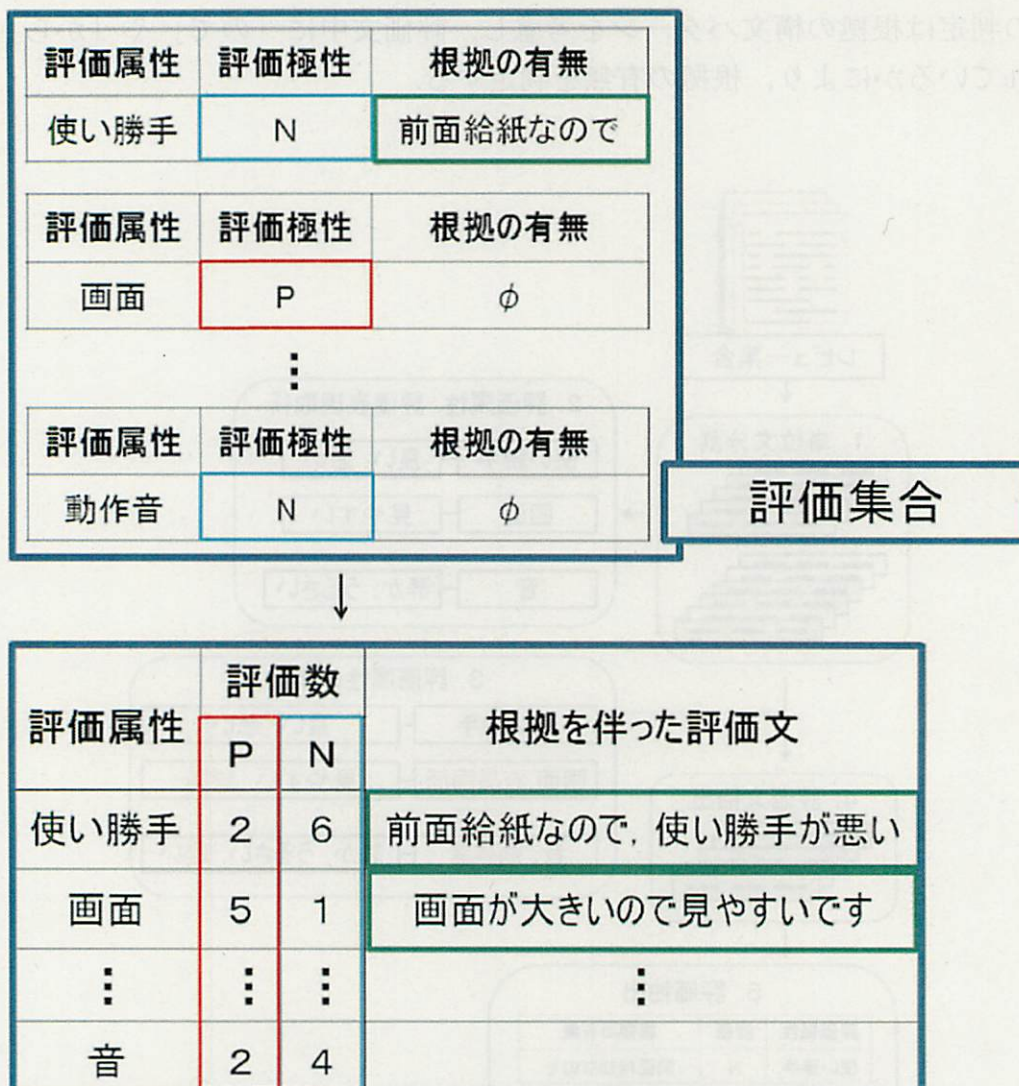 評価属性 評価極性 根拠の有無
使い勝手 N 前面給紙なので
評価属性 評価極性 根拠の有無
画面 P φ
⋮
評価属性 評価極性 根拠の有無
動作音 N φ
評価集合
↓
評価属性 評価数 根拠を伴った評価文
P N
使い勝手 2 6 前面給紙なので，使い勝手が悪い
画面 5 1 画面が大きいので見やすいです
⋮ ⋮ ⋮ ⋮
音 2 4